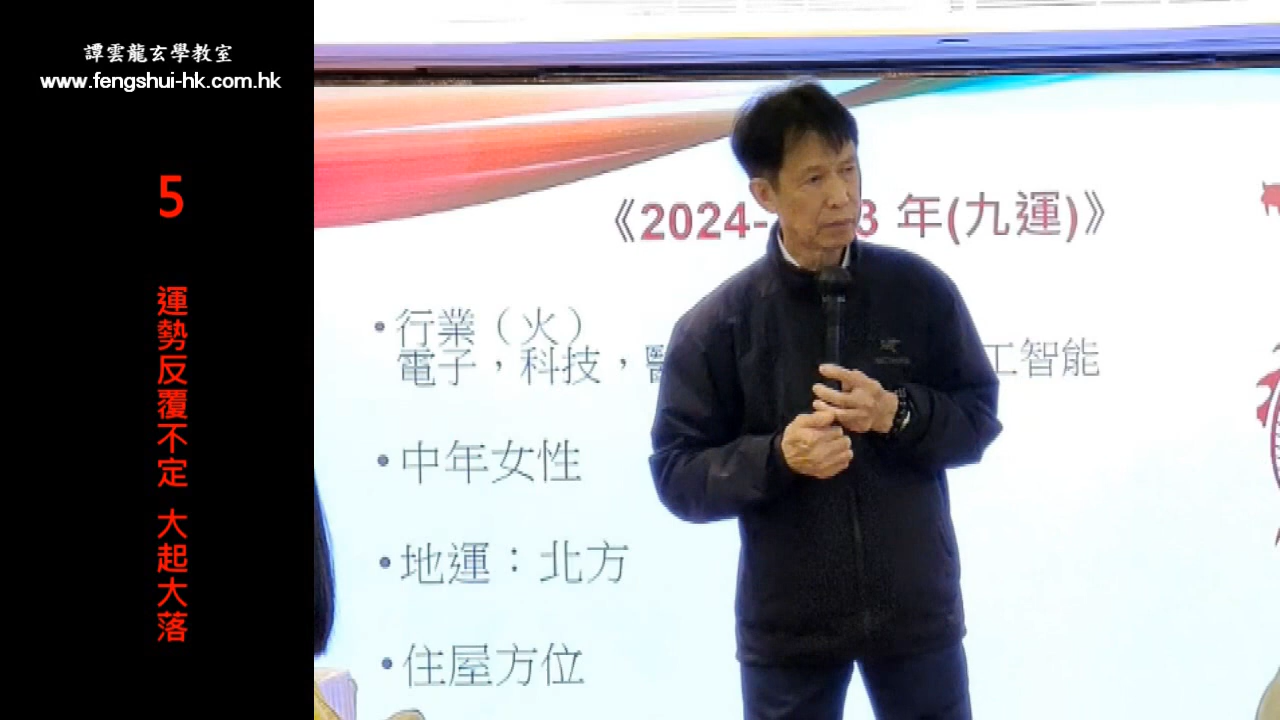 譚雲龍玄學教室
www.fengshui-hk.com.hk
5
運勢反覆不定 大起大落
《2024- 3 年(九運)》
• 行業（火）
電子，科技， 工智能
• 中年女性
• 地運：北方
• 住屋方位